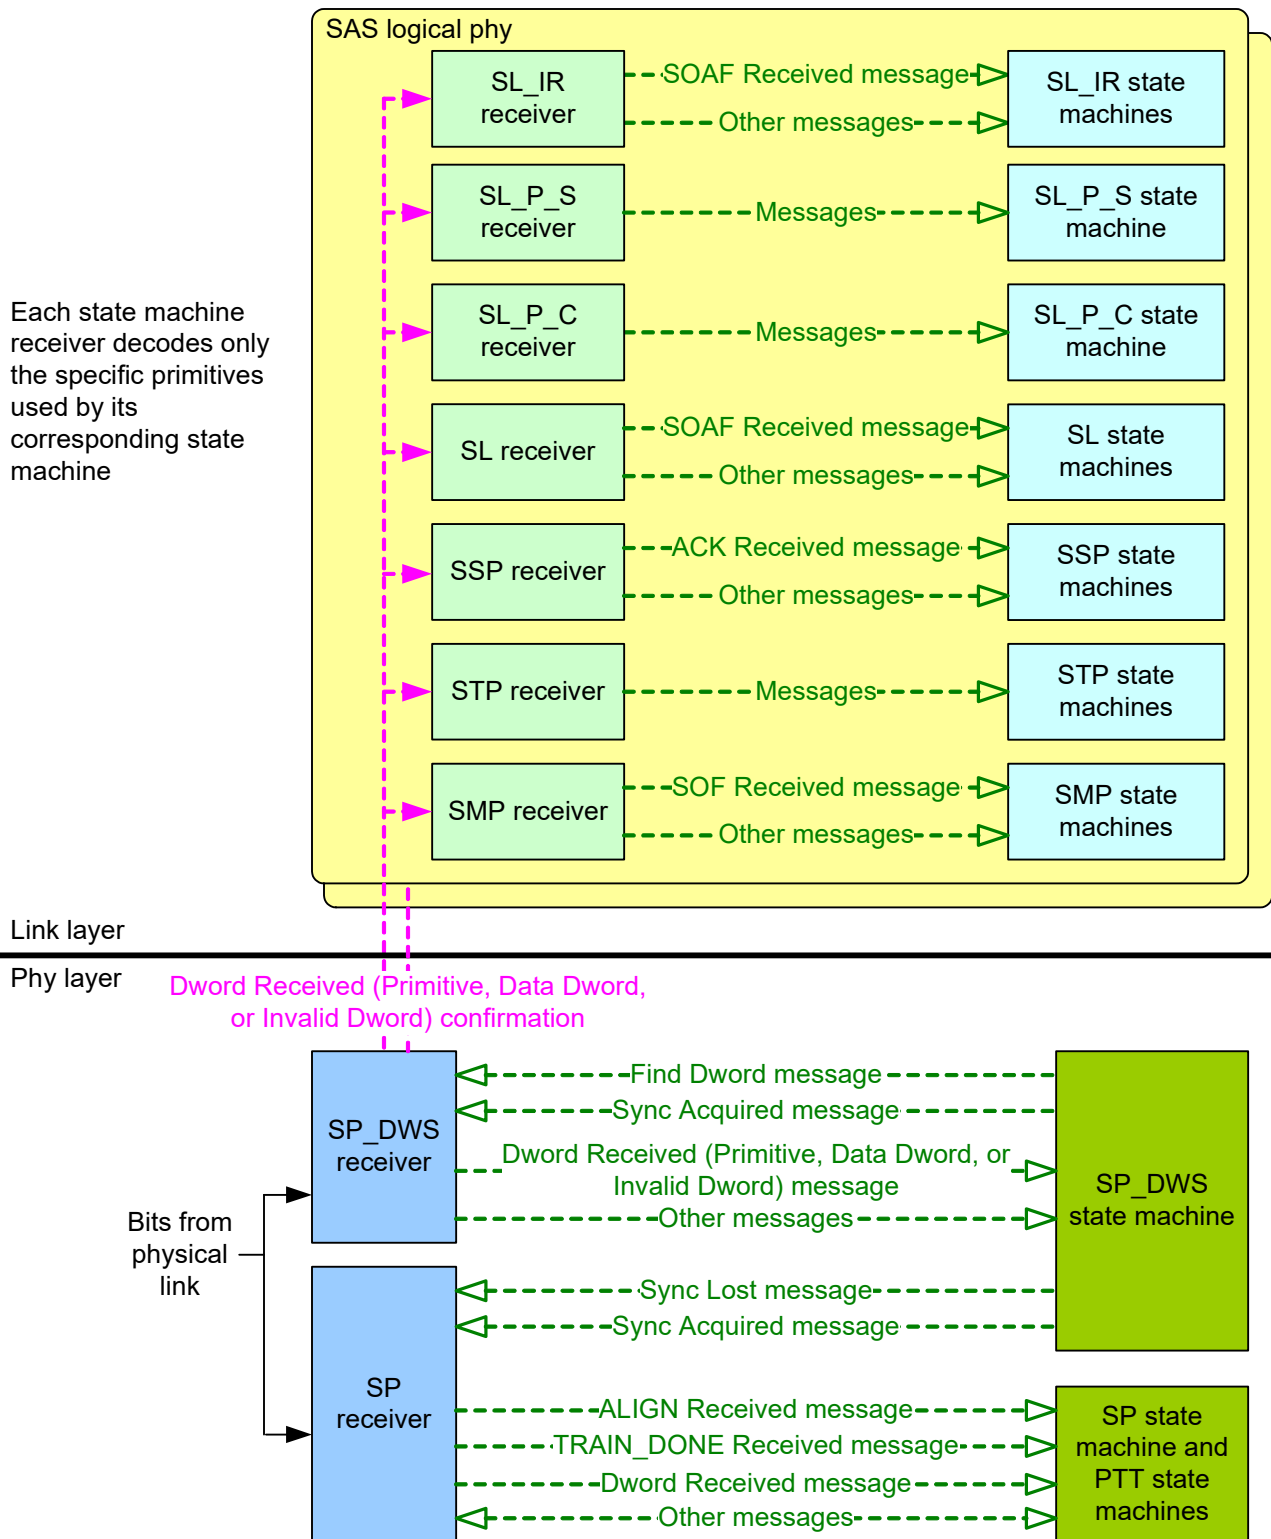 SAS logical phy
SL_IR
receiver
SOAF Received message
Other messages
SL_IR state
machines
SL_P_S
receiver
Messages
SL_P_S state
machine
Each state machine
receiver decodes only
the specific primitives
used by its
corresponding state
machine
SL_P_C
receiver
Messages
SL_P_C state
machine
SL receiver
SOAF Received message
Other messages
SL state
machines
SSP receiver
ACK Received message
Other messages
SSP state
machines
STP receiver
Messages
STP state
machines
SMP receiver
SOF Received message
Other messages
SMP state
machines
Link layer
Phy layer
Dword Received (Primitive, Data Dword,
or Invalid Dword) confirmation
SP_DWS
receiver
Find Dword message
Sync Acquired message
Dword Received (Primitive, Data Dword, or
Invalid Dword) message
Other messages
SP_DWS
state machine
Bits from
physical
link
Sync Lost message
Sync Acquired message
SP
receiver
ALIGN Received message
TRAIN_DONE Received message
Dword Received message
Other messages
SP state
machine and
PTT state
machines